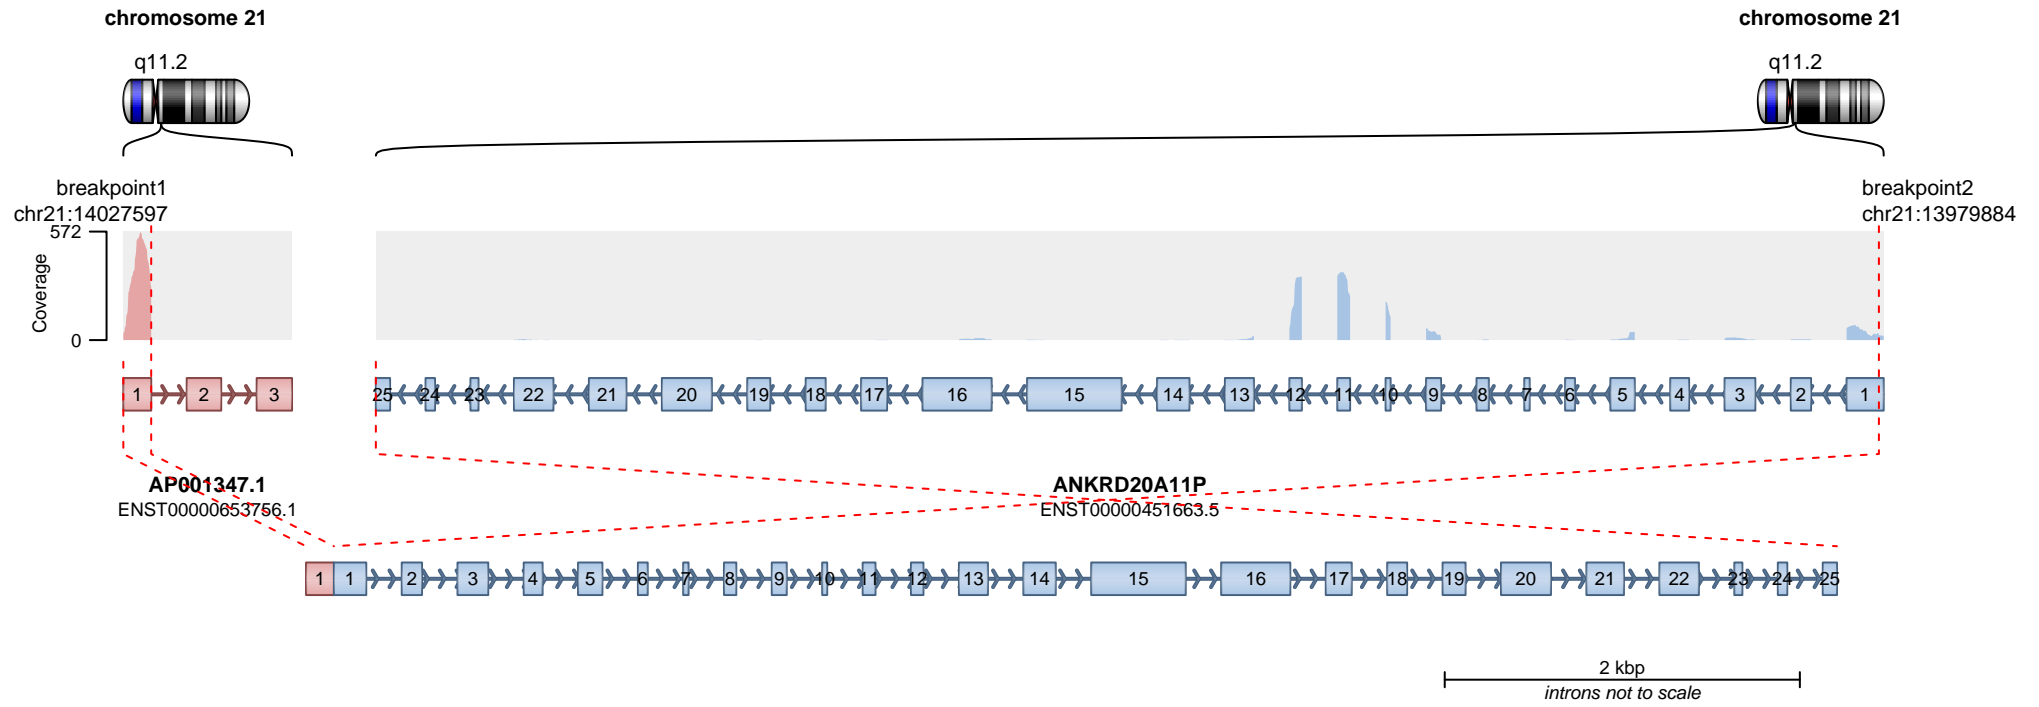 chromosome 21
chromosome 21
q11.2
q11.2
breakpoint1
chr21:14027597
breakpoint2
chr21:13979884
572
Coverage
0
1 2 3
25 24 23 22 21 20 19 18 17 16 15 14 13 12 11 10 9 8 7 6 5 4 3 2 1
AP001347.1
ENST00000653756.1
ANKRD20A11P
ENST00000451663.5
1 1 2 3 4 5 6 7 8 9 10 11 12 13 14 15 16 17 18 19 20 21 22 23 24 25
2 kbp
introns not to scale